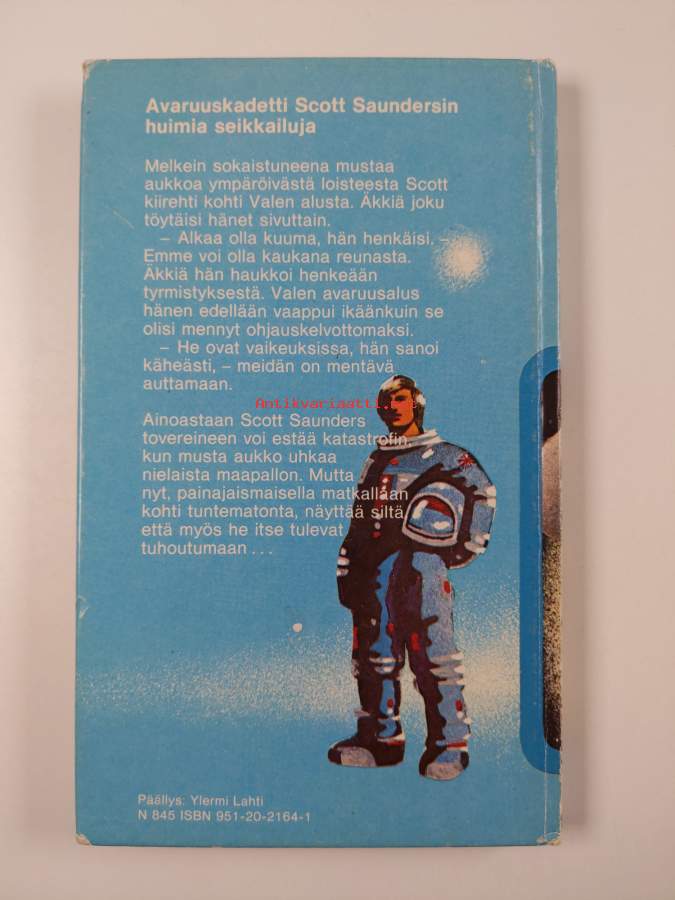 Avaruuskadetti Scott Saundersin
huimia seikkailuja
Melkein sokaistuneena mustaa
aukkoa ympäröivästä loisteesta Scott
kiirehti kohti Valen alusta. Äkkiä joku
töytäisi hänet sivuttain.
– Alkaa olla kuuma, hän henkäisi. –
Emme voi olla kaukana reunasta.
Äkkiä hän haukkoi henkeään
tyrmistyksestä. Valen avaruusalus
hänen edellään vaappui ikäänkuin se
olisi mennyt ohjauskelvottomaksi.
– He ovat vaikeuksissa, hän sanoi
käheästi, – meidän on mentävä
auttamaan.
Antikvariaatti.net
Ainoastaan Scott Saunders
tovereineen voi estää katastrofin,
kun musta aukko uhkaa
nielaista maapallon. Mutta
nyt, painajaismaisella matkallaan
kohti tuntematonta, näyttää siltä,
että myös he itse tulevat
tuhoutumaan ...
Päällys: Ylermi Lahti
N 845 ISBN 951-20-2164-1